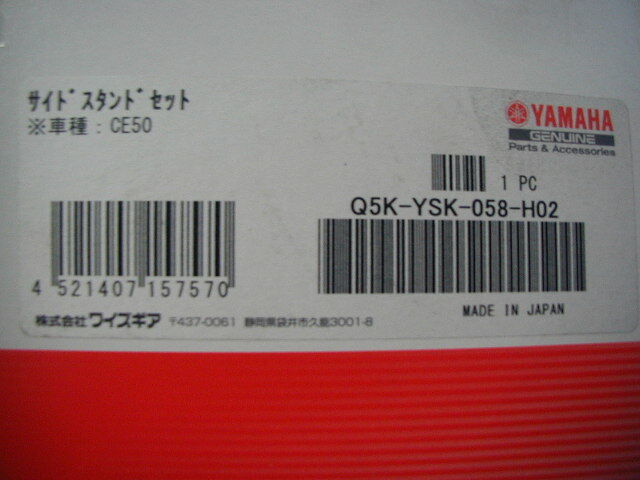 ｻｲﾄﾞｽﾀﾝﾄﾞｾｯﾄ
※車種：CE50
YAMAHA
GENUINE
Parts & Accessories
1 PC
Q5K-YSK-058-H02
4 521407 157570
MADE IN JAPAN
株式会社ワイズギア 〒437-0061 静岡県袋井市久能3001-8